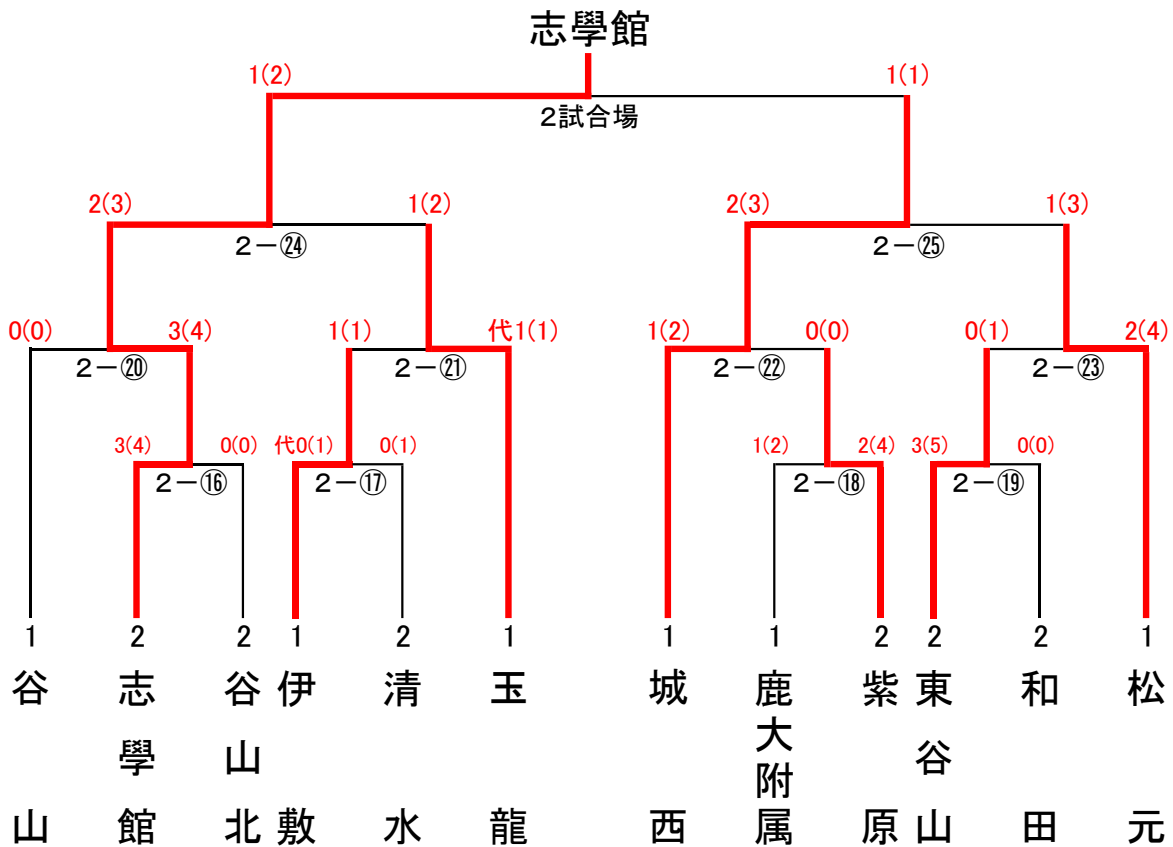 志學館
1(2) 1(1)
2試合場
2(3) 1(2) 2(3) 1(3)
2－㉔ 2－㉕
0(0) 3(4) 1(1) 代1(1) 1(2) 0(0) 0(1) 2(4)
2－⑳ 2－㉑ 2－㉒ 2－㉓
3(4) 0(0) 代0(1) 0(1) 1(2) 2(4) 3(5) 0(0)
2－⑯ 2－⑰ 2－⑱ 2－⑲
1 2 2 1 2 1 1 1 2 2 2 1
谷山
志學館
谷山北
伊敷
清水
玉龍
城西
鹿大附属
紫原
東谷山
和田
松元